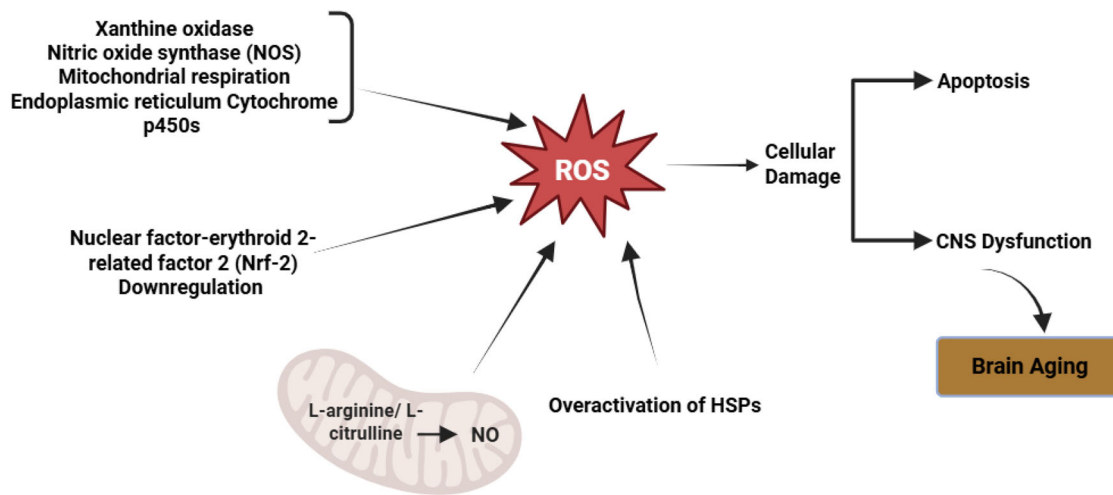 Xanthine oxidase
Nitric oxide synthase (NOS)
Mitochondrial respiration
Endoplasmic reticulum Cytochrome
p450s
Nuclear factor-erythroid 2-
related factor 2 (Nrf-2)
Downregulation
L-arginine/ L-
citrulline
NO
Overactivation of HSPs
ROS
Cellular
Damage
Apoptosis
CNS Dysfunction
Brain Aging